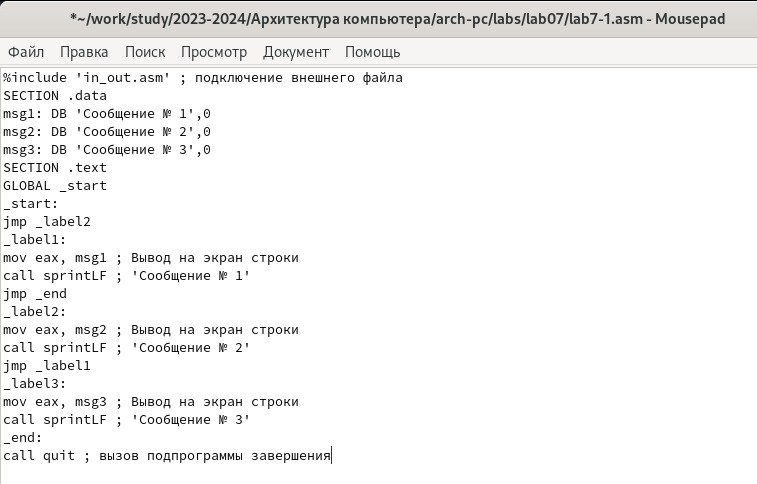 *~/work/study/2023-2024/Архитектура компьютера/arch-pc/labs/lab07/lab7-1.asm - Mousepad
Файл Правка Поиск Просмотр Документ Помощь
%include 'in_out.asm' ; подключение внешнего файла
SECTION .data
msg1: DB 'Сообщение № 1',0
msg2: DB 'Сообщение № 2',0
msg3: DB 'Сообщение № 3',0
SECTION .text
GLOBAL _start
_start:
jmp _label2
_label1:
mov eax, msg1 ; Вывод на экран строки
call sprintLF ; 'Сообщение № 1'
jmp _end
_label2:
mov eax, msg2 ; Вывод на экран строки
call sprintLF ; 'Сообщение № 2'
jmp _label1
_label3:
mov eax, msg3 ; Вывод на экран строки
call sprintLF ; 'Сообщение № 3'
_end:
call quit ; вызов подпрограммы завершения